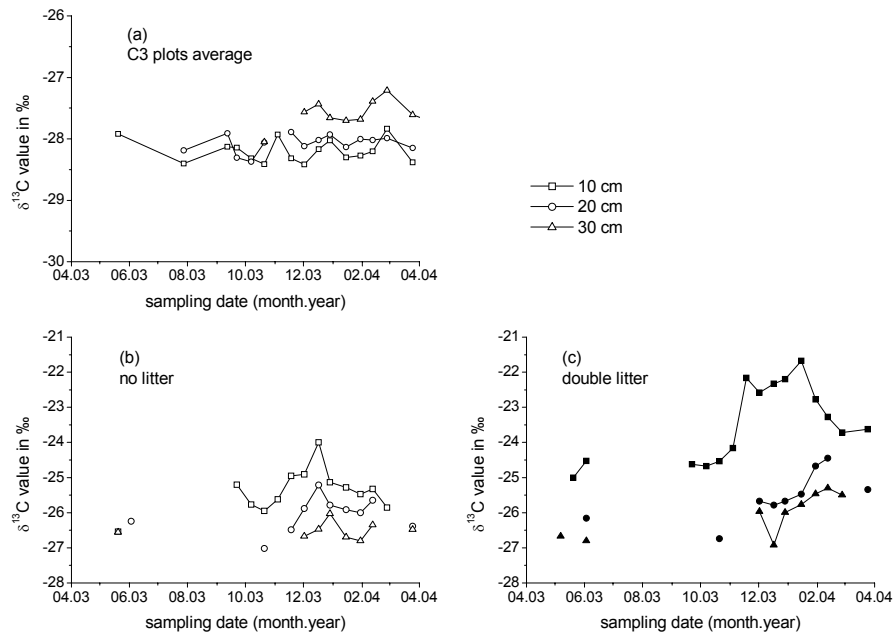 -26
-27
-28
-29
-30
δ¹³C value in ‰
(a)
C3 plots average
04.03 06.03 08.03 10.03 12.03 02.04 04.04
sampling date (month.year)
10 cm
20 cm
30 cm
-21
-22
-23
-24
-25
-26
-27
-28
δ¹³C value in ‰
(b)
no litter
04.03 06.03 08.03 10.03 12.03 02.04 04.04
sampling date (month.year)
-21
-22
-23
-24
-25
-26
-27
-28
δ¹³C value in ‰
(c)
double litter
04.03 06.03 08.03 10.03 12.03 02.04 04.04
sampling date (month.year)